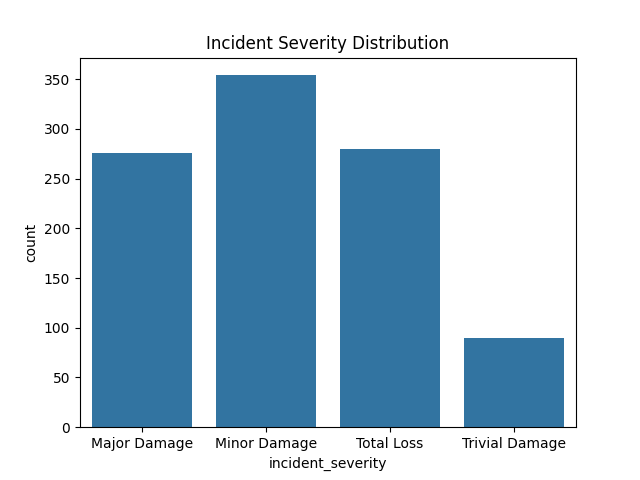 Incident Severity Distribution
350
300
250
200
150
100
50
0
count
Major Damage Minor Damage Total Loss Trivial Damage
incident_severity